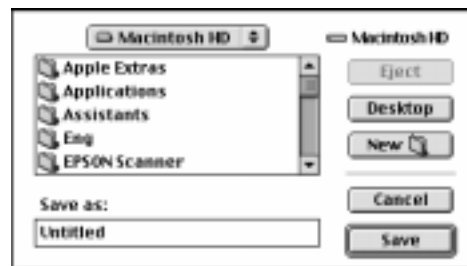 Macintosh HD
Macintosh HD
Apple Extras
Applications
Assistants
Eng
EPSON Scanner
Eject
Desktop
New
Save as:
Untitled
Cancel
Save